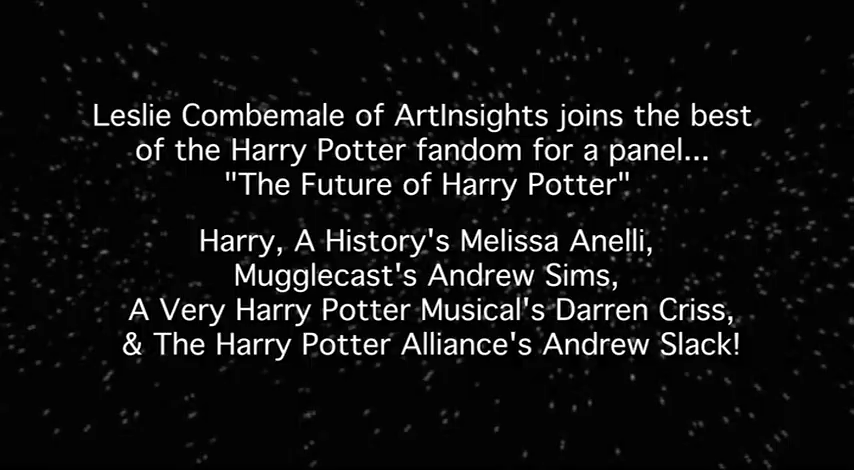 Leslie Combemale of ArtInsights joins the best
of the Harry Potter fandom for a panel...
"The Future of Harry Potter"
Harry, A History's Melissa Anelli,
Mugglecast's Andrew Sims,
A Very Harry Potter Musical's Darren Criss,
& The Harry Potter Alliance's Andrew Slack!